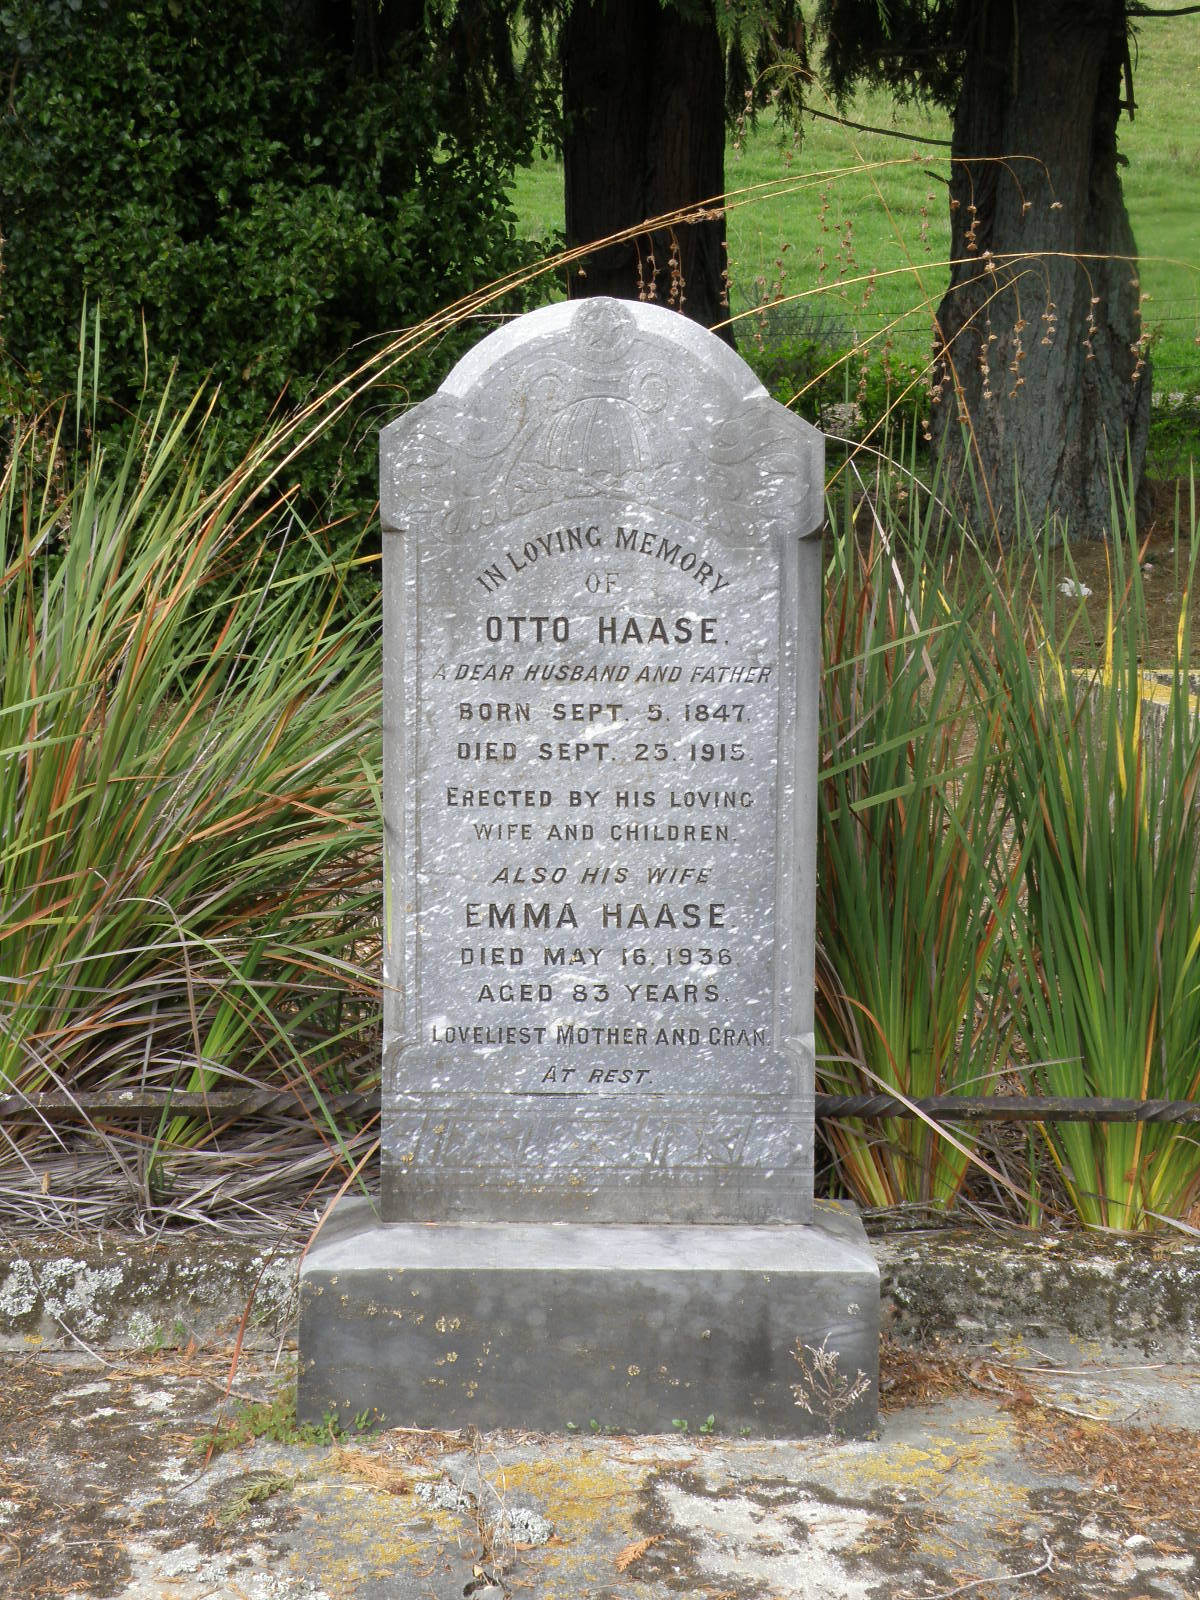 IN LOVING MEMORY
OF
OTTO HAASE.
A DEAR HUSBAND AND FATHER
BORN SEPT. 5. 1847.
DIED SEPT. 25. 1915.
ERECTED BY HIS LOVING
WIFE AND CHILDREN.
ALSO HIS WIFE
EMMA HAASE.
DIED MAY 16. 1936
AGED 83 YEARS.
LOVELIEST MOTHER AND GRAN.
AT REST.